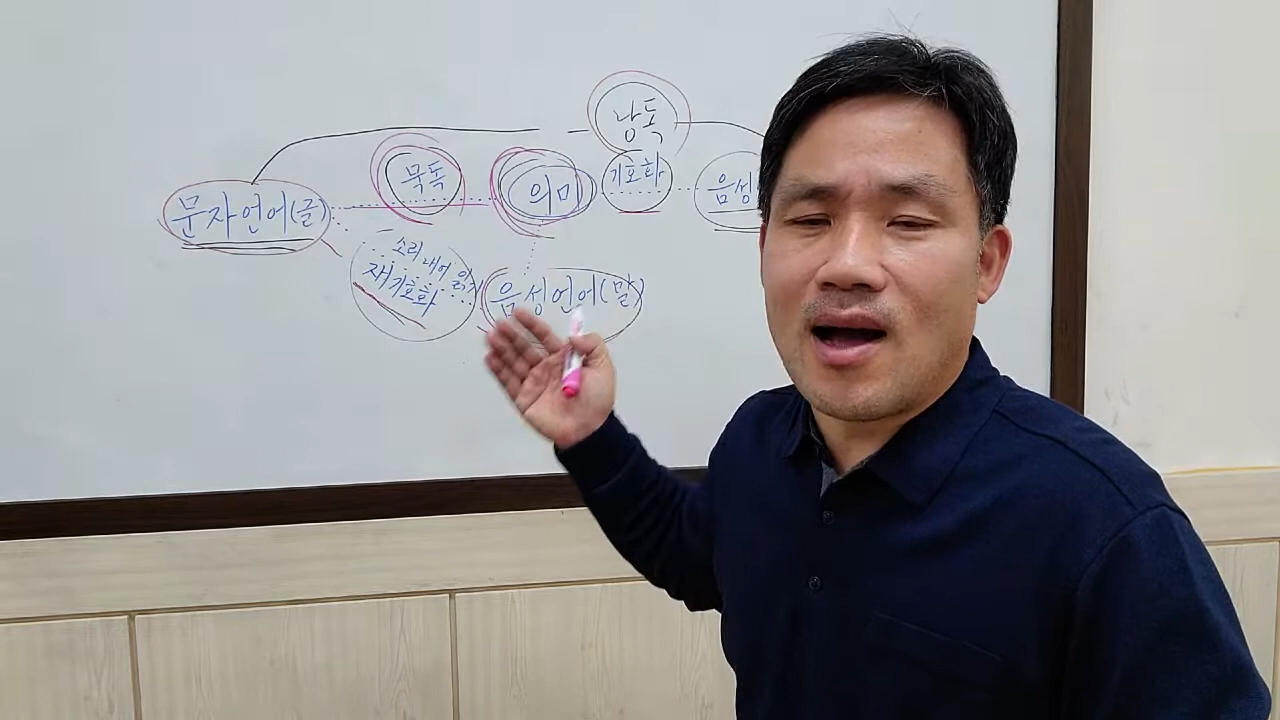 낭독
묵독
의미
기호화
음성
문자언어(글)
소리내어 읽기
재기호화
음성언어(말)